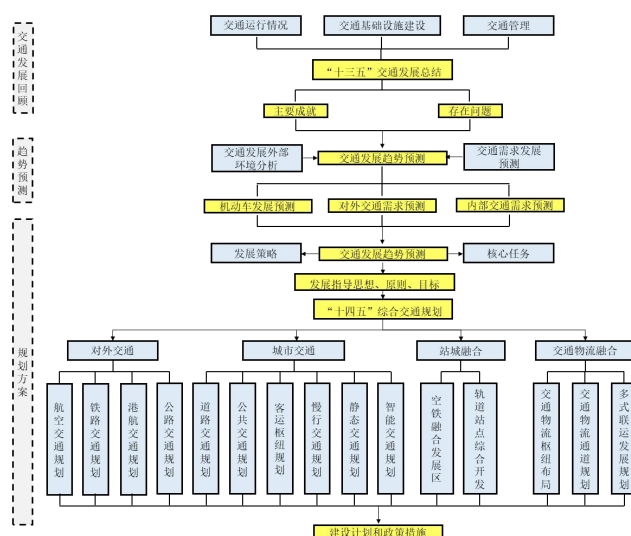 交通发展回顾
交通运行情况
交通基础设施建设
交通管理
“十三五”交通发展总结
主要成就
存在问题
趋势预测
交通发展外部
环境分析
交通发展趋势预测
交通需求发展
预测
机动车发展预测
对外交通需求预测
内部交通需求预测
规划方案
发展策略
交通发展趋势预测
核心任务
发展指导思想、原则、目标
“十四五”综合交通规划
对外交通
城市交通
站城融合
交通物流融合
航空交通规划
铁路交通规划
港航交通规划
公路交通规划
道路交通规划
公共交通规划
客运枢纽规划
慢行交通规划
静态交通规划
智能交通规划
空铁融合发展区
轨道站点综合开发
交通物流枢纽布局
交通物流通道规划
多式联运发展规划
建设计划和政策措施